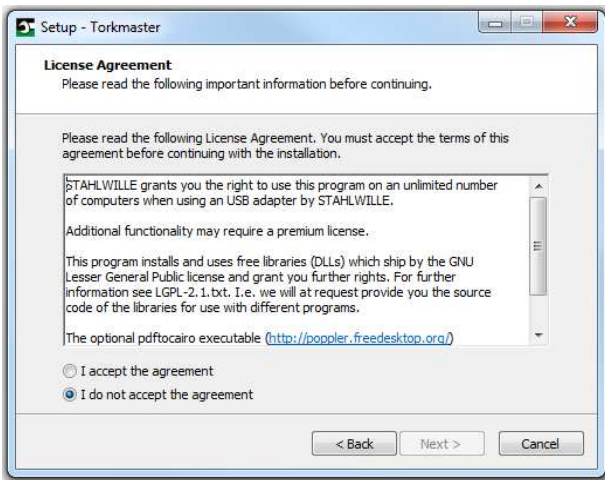 Setup - Torkmaster
License Agreement
Please read the following important information before continuing.
Please read the following License Agreement. You must accept the terms of this
agreement before continuing with the installation.
STAHLWILLE grants you the right to use this program on an unlimited number
of computers when using an USB adapter by STAHLWILLE.
Additional functionality may require a premium license.
This program installs and uses free libraries (DLLs) which ship by the GNU
Lesser General Public license and grant you further rights. For further
information see LGPL-2.1.txt. I.e. we will at request provide you the source
code of the libraries for use with different programs.
The optional pdftocairo executable (http://poppler.freedesktop.org/)
I accept the agreement
I do not accept the agreement
< Back
Next >
Cancel